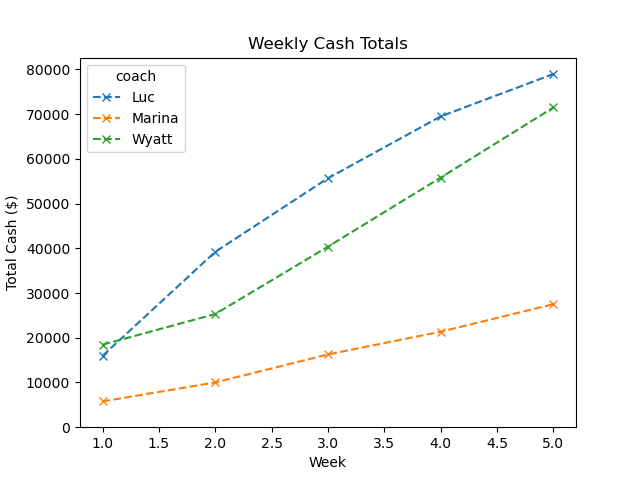 Weekly Cash Totals
coach
Luc
Marina
Wyatt
Total Cash ($)
80000
70000
60000
50000
40000
30000
20000
10000
0
1.0 1.5 2.0 2.5 3.0 3.5 4.0 4.5 5.0
Week